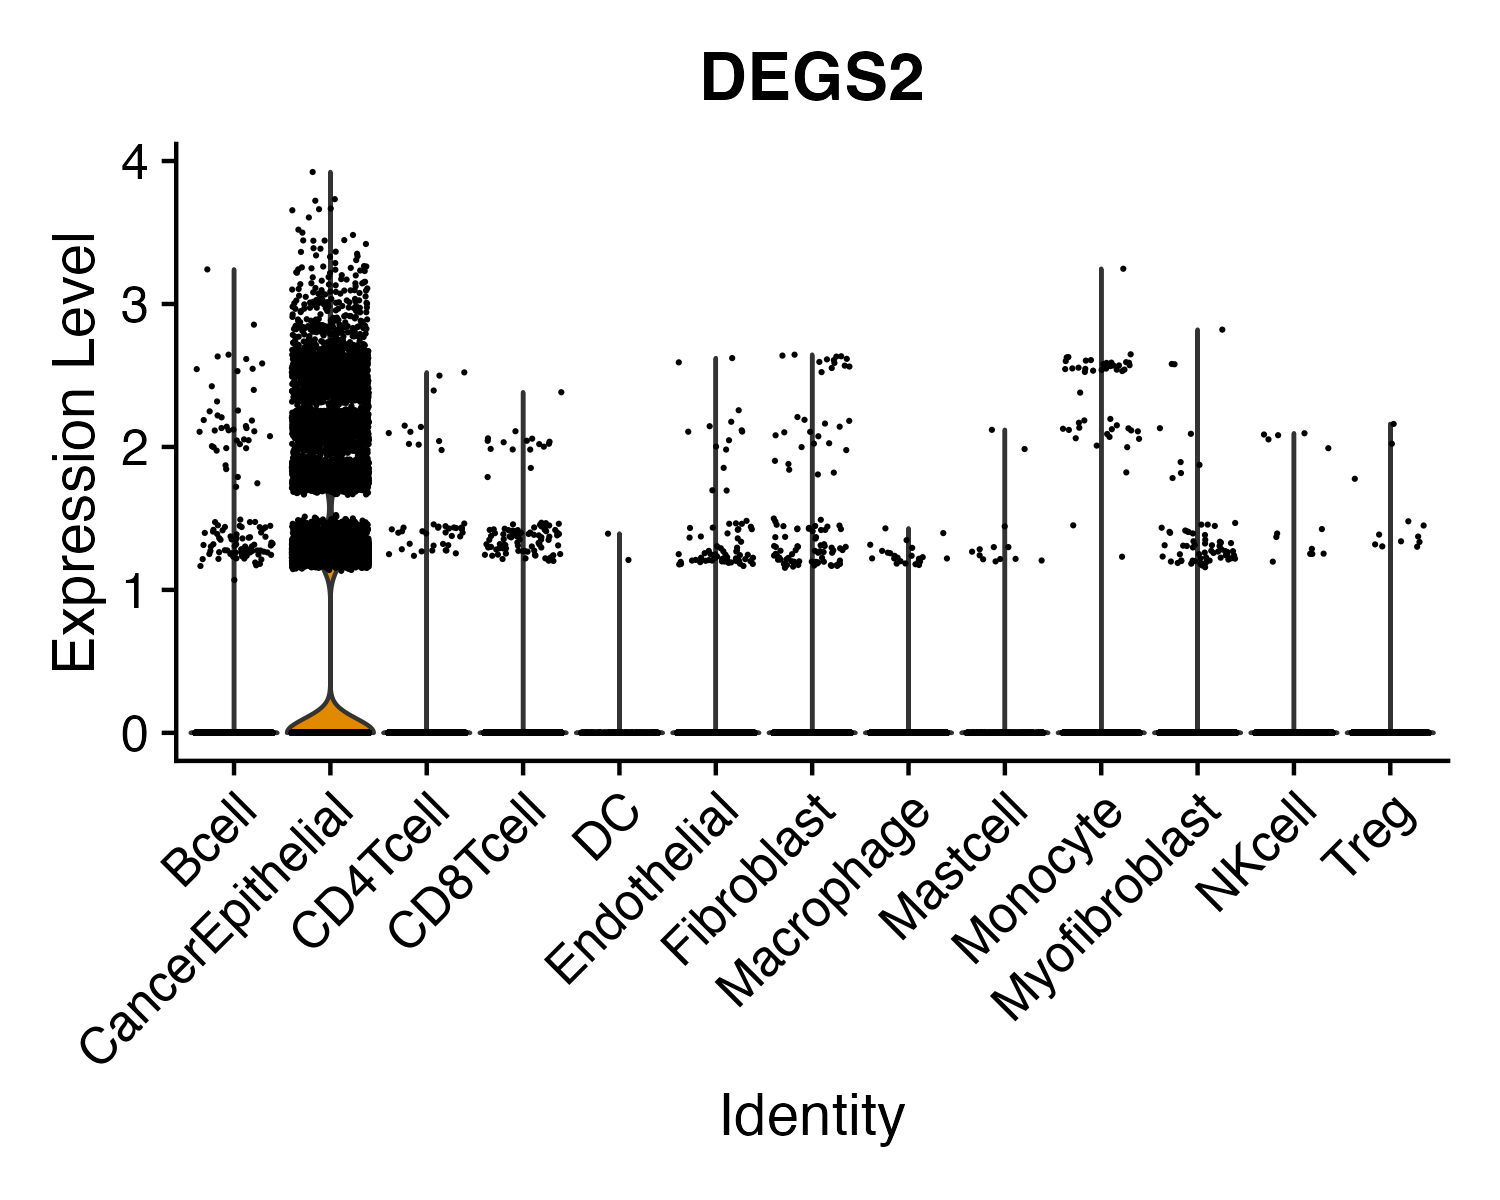 DEGS2
Expression Level
4
3
2
1
0
Bcell
CancerEpithelial
CD4Tcell
CD8Tcell
DC
Endothelial
Fibroblast
Macrophage
Mastcell
Monocyte
Myofibroblast
NKcell
Treg
Identity